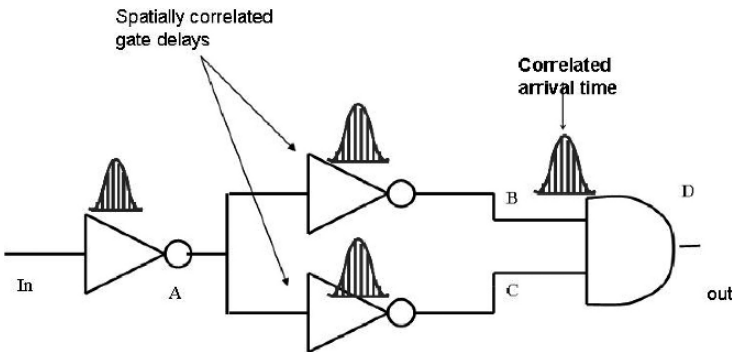 Spatially correlated
gate delays
Correlated
arrival time
B
D
In
A
C
out